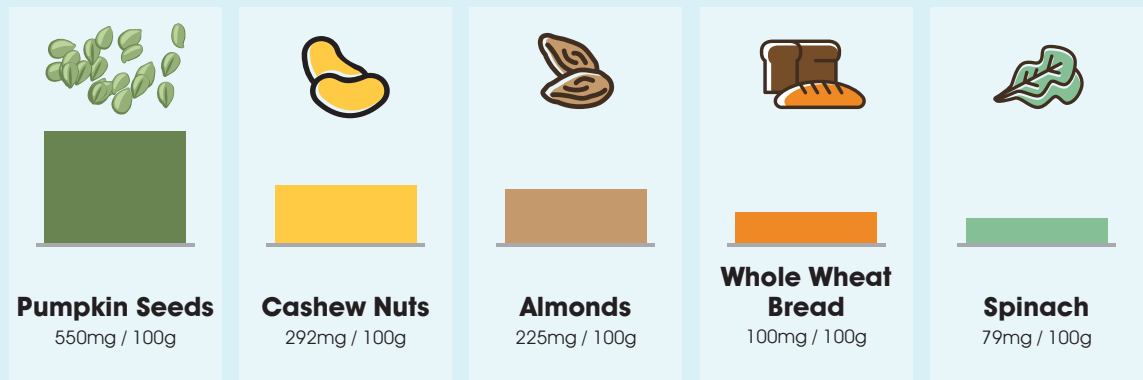 Pumpkin Seeds
550mg / 100g
Cashew Nuts
292mg / 100g
Almonds
225mg / 100g
Whole Wheat
Bread
100mg / 100g
Spinach
79mg / 100g